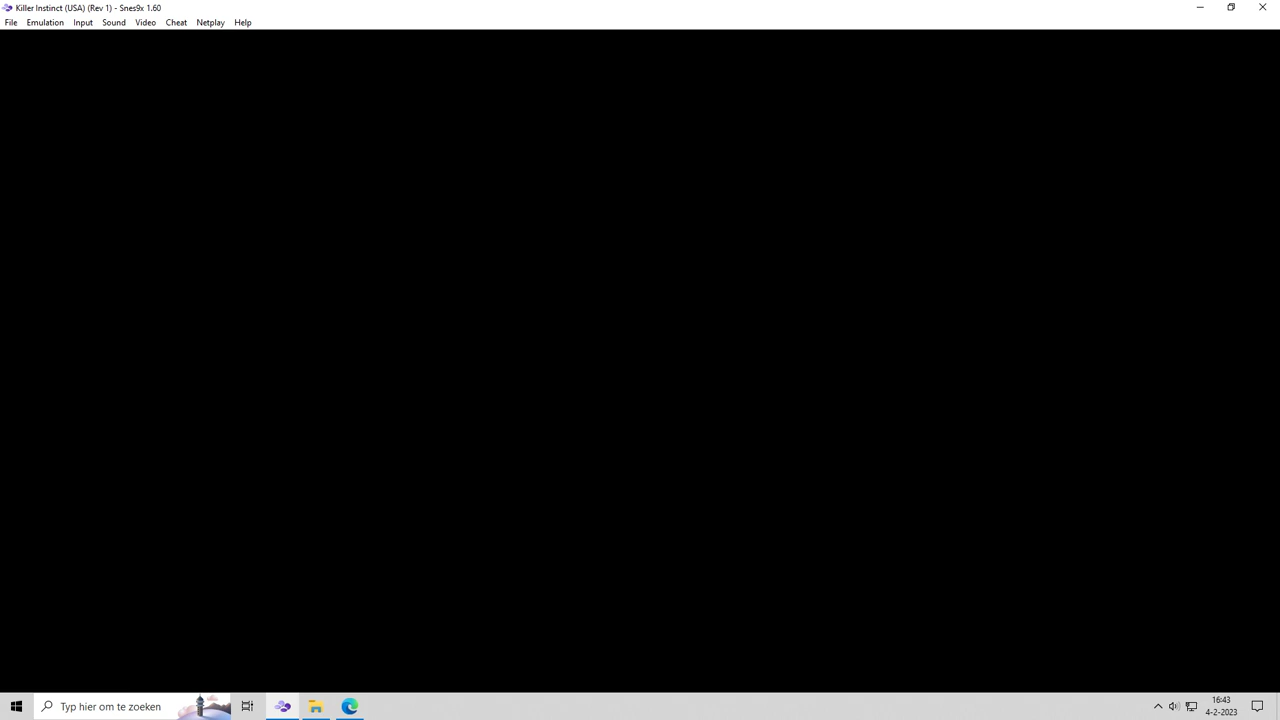 Killer Instinct (USA) (Rev 1) - Snes9x 1.60
File Emulation Input Sound Video Cheat Netplay Help
Typ hier om te zoeken
16:43
4-2-2023